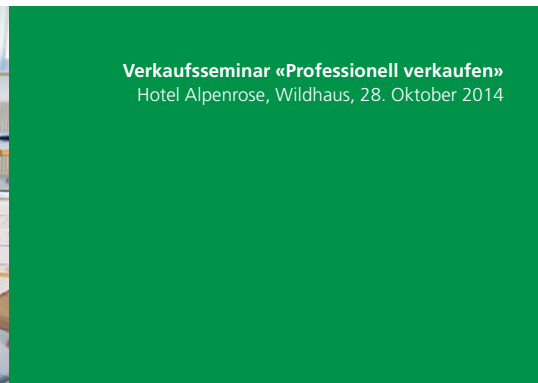 Verkaufsseminar «Professionell verkaufen»
Hotel Alpenrose, Wildhaus, 28. Oktober 2014